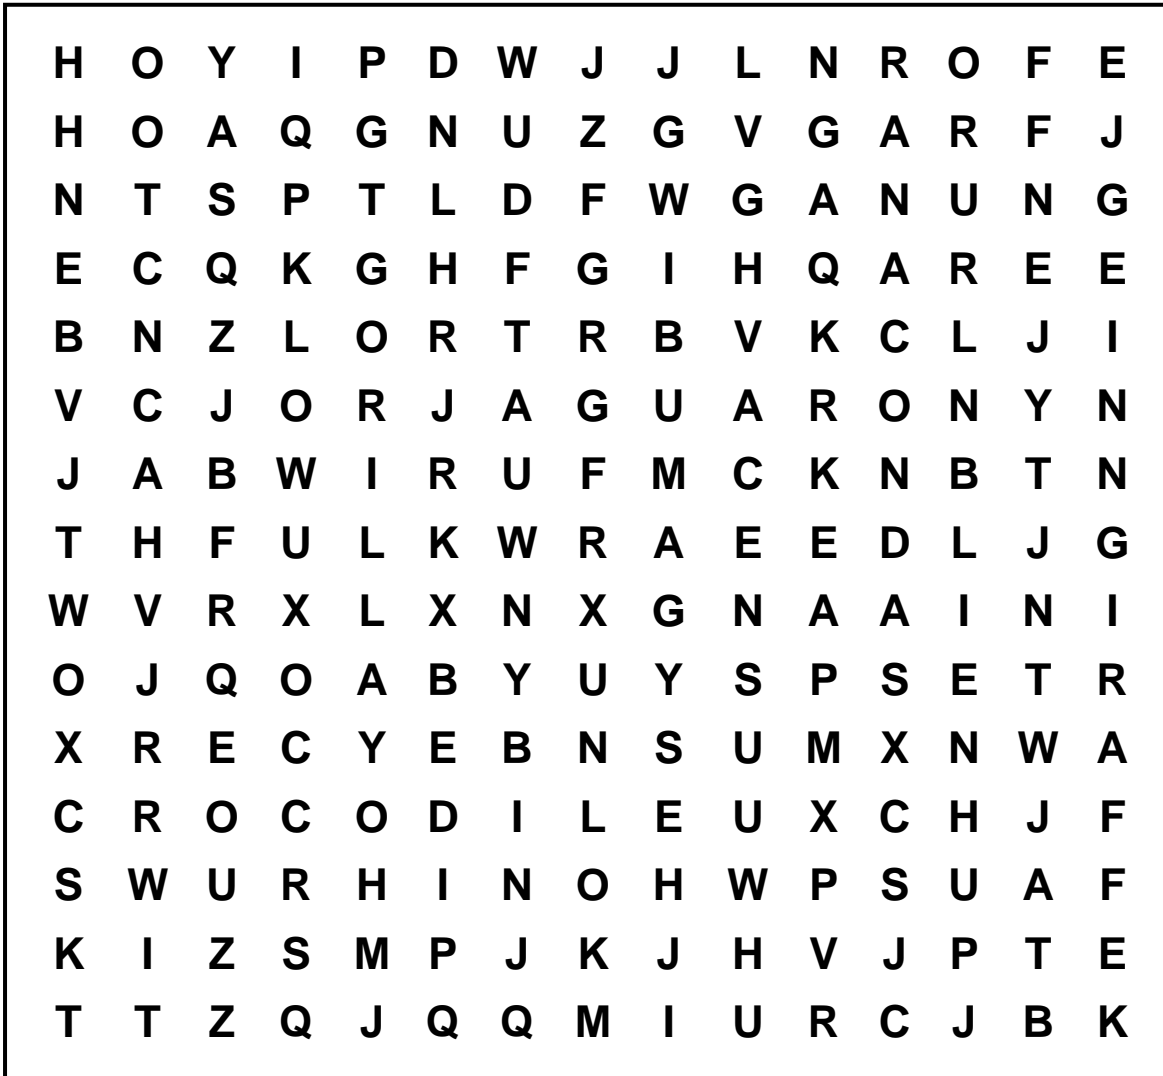 H O Y I P D W J J L N R O F E
H O A Q G N U Z G V G A R F J
N T S P T L D F W G A N U N G
E C Q K G H F G I H Q A R E E
B N Z L O R T R B V K C L J I
V C J O R J A G U A R O N Y N
J A B W I R U F M C K N B T N
T H F U L K W R A E E D L J G
W V R X L X N X G N A A I N I
O J Q O A B Y U Y S P S E T R
X R E C Y E B N S U M X N W A
C R O C O D I L E U X C H J F
S W U R H I N O H W P S U A F
K I Z S M P J K J H V J P T E
T T Z Q J Q Q M I U R C J B K